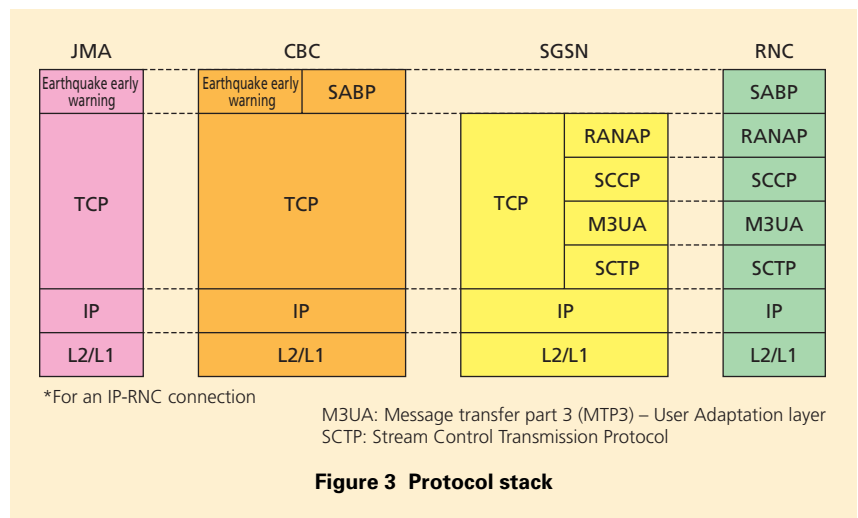 JMA CBC SGSN RNC
Earthquake early
warning
Earthquake early
warning
SABP
SABP
TCP
TCP
TCP
RANAP
RANAP
SCCP
SCCP
M3UA
M3UA
SCTP
SCTP
IP IP IP IP
L2/L1 L2/L1 L2/L1 L2/L1
*For an IP-RNC connection
M3UA: Message transfer part 3 (MTP3) – User Adaptation layer
SCTP: Stream Control Transmission Protocol
Figure 3 Protocol stack